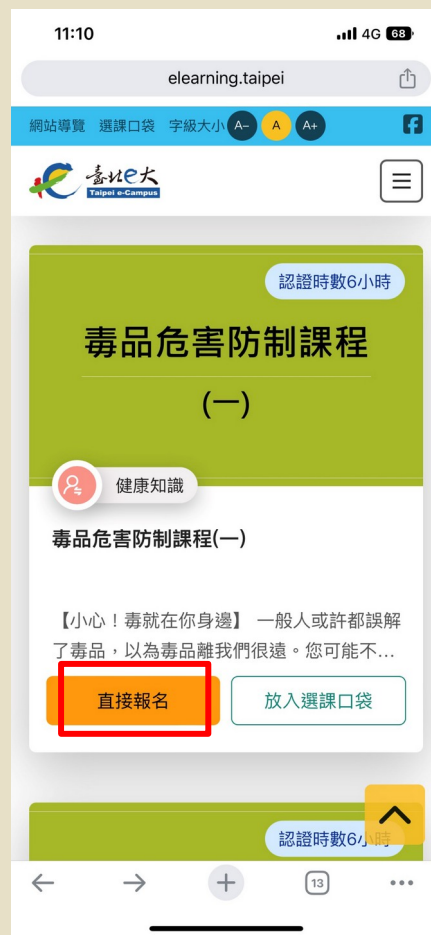 11:10 4G 68
elearning.taipei
網站導覽 選課口袋 字級大小 A- A A+
臺北e大
Taipei e-Campus
認證時數6小時
毒品危害防制課程
(一)
健康知識
毒品危害防制課程(一)
【小心！毒就在你身邊】 一般人或許都誤解
了毒品，以為毒品離我們很遠。您可能不...
直接報名 放入選課口袋
認證時數6小時
13